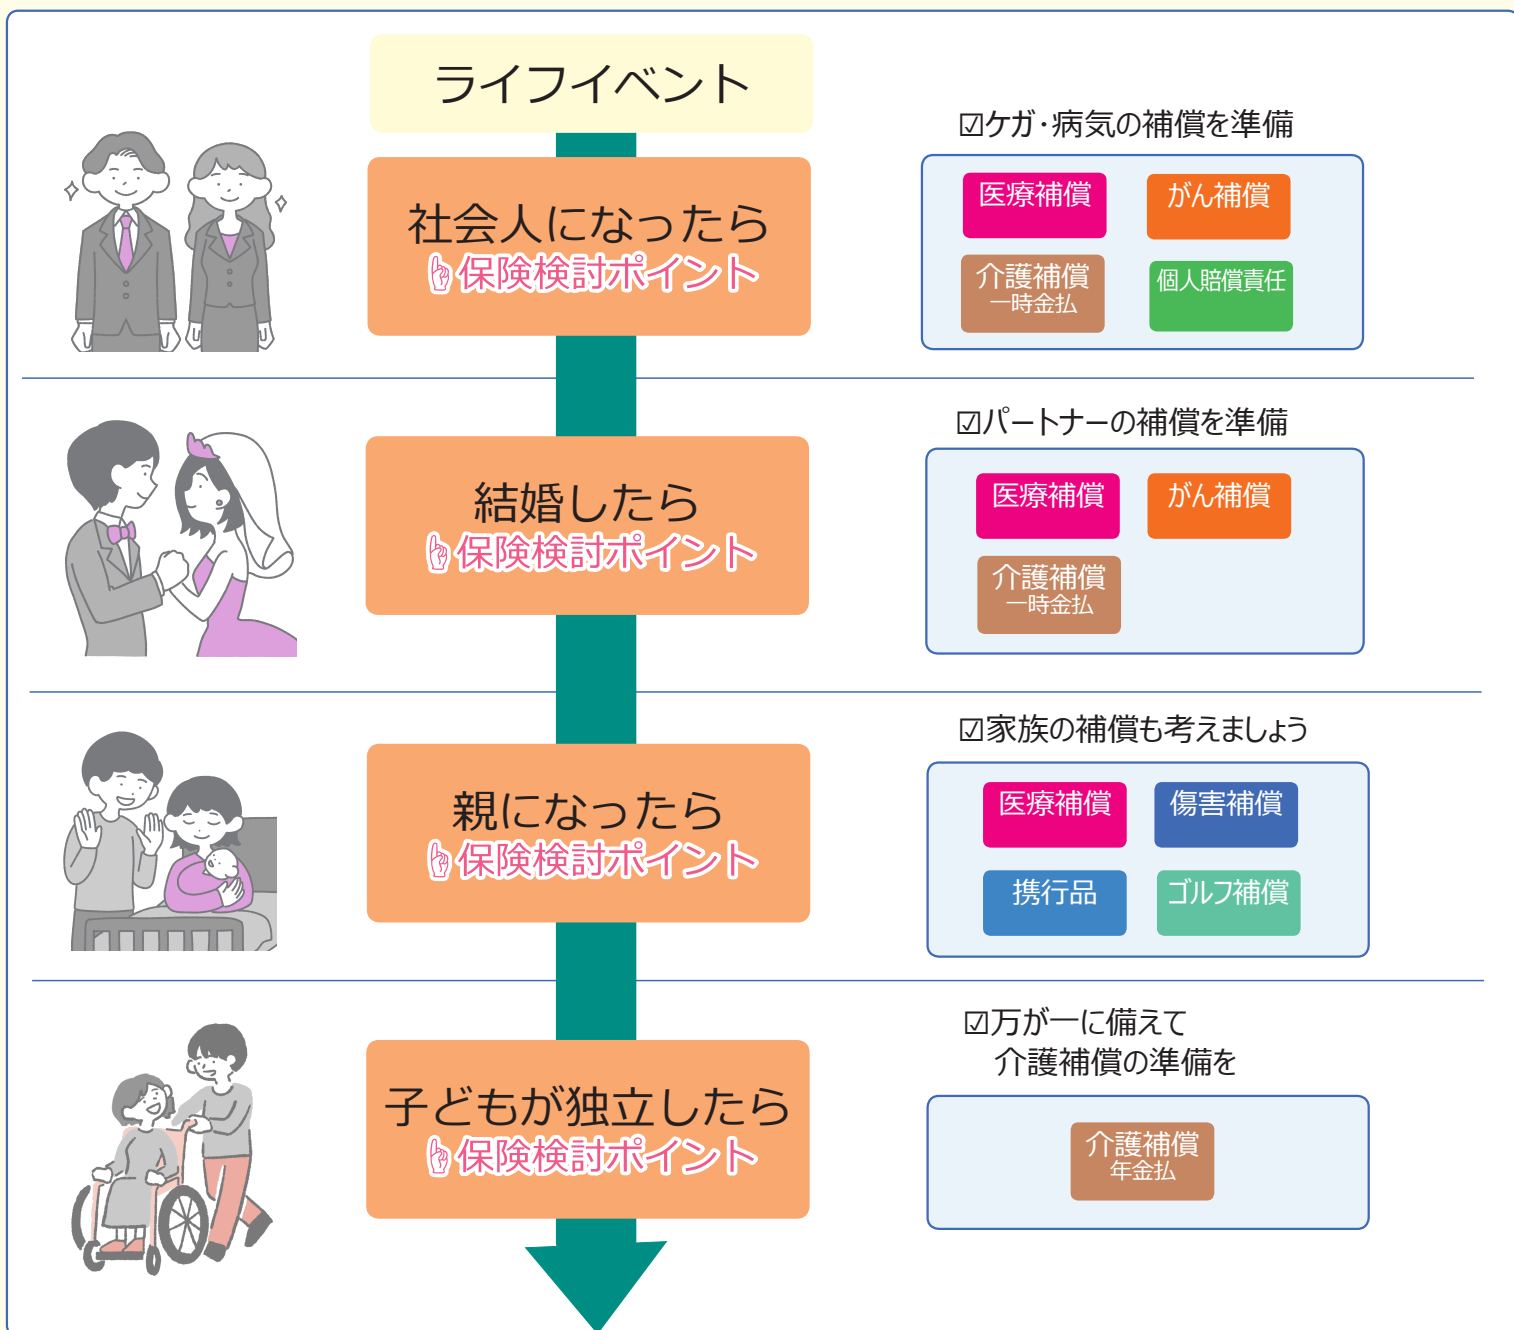 ライフイベント
社会人になったら
☝保険検討ポイント
☑ケガ・病気の補償を準備
医療補償
がん補償
介護補償
一時金払
個人賠償責任
結婚したら
☝保険検討ポイント
☑パートナーの補償を準備
医療補償
がん補償
介護補償
一時金払
親になったら
☝保険検討ポイント
☑家族の補償も考えましょう
医療補償
傷害補償
携行品
ゴルフ補償
子どもが独立したら
☝保険検討ポイント
☑万が一に備えて
介護補償の準備を
介護補償
年金払